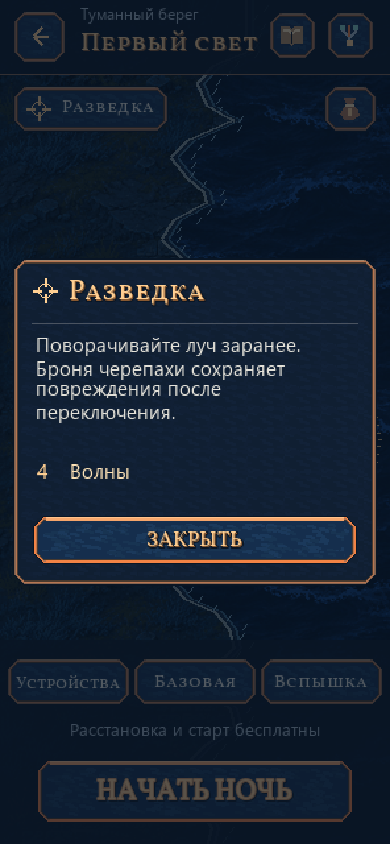 Туманный берег
Первый свет
Разведка
Разведка
Поворачивайте луч заранее.
Броня черепахи сохраняет
повреждения после
переключения.
4 Волны
ЗАКРЫТЬ
Устройства
Базовая
Вспышка
Расстановка и старт бесплатны
НАЧАТЬ НОЧЬ